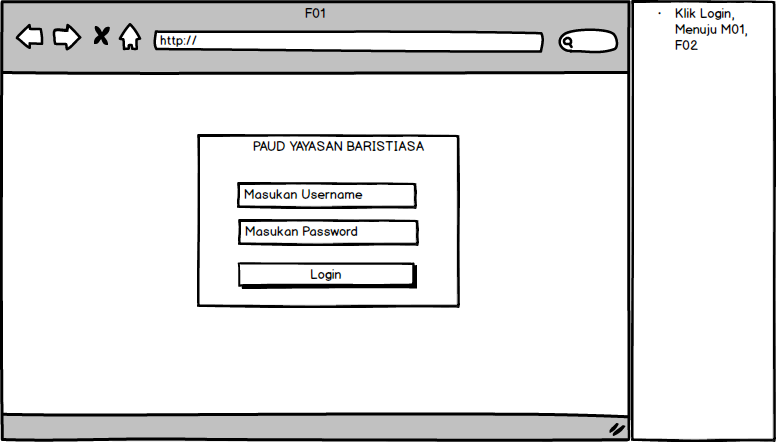 F01
http://
PAUD YAYASAN BARISTIASA
Masukan Username
Masukan Password
Login
· Klik Login,
Menuju M01,
F02